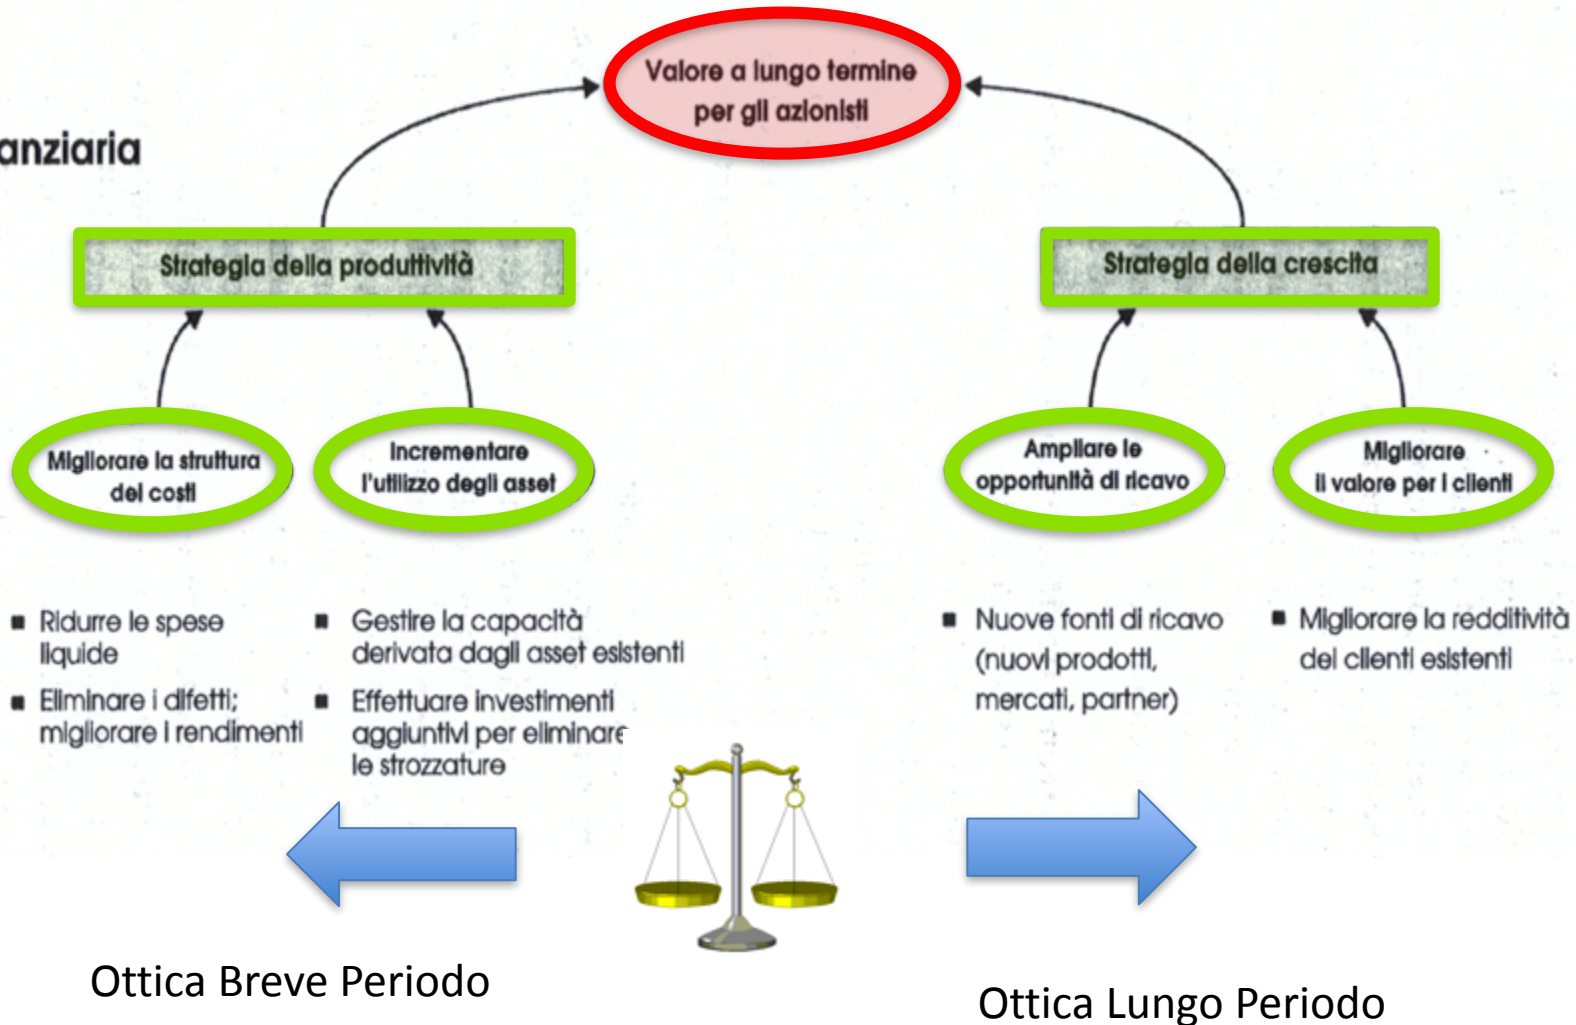 Valore a lungo termine
per gli azionisti
anziaria
Strategia della produttività
Strategia della crescita
Migliorare la struttura
dei costi
Incrementare
l'utilizzo degli asset
Ampliare le
opportunità di ricavo
Migliorare
il valore per i clienti
■ Ridurre le spese
liquide
■ Eliminare i difetti;
migliorare i rendimenti
■ Gestire la capacità
derivata dagli asset esistenti
■ Effettuare investimenti
aggiuntivi per eliminare
le strozzature
■ Nuove fonti di ricavo
(nuovi prodotti,
mercati, partner)
■ Migliorare la redditività
dei clienti esistenti
Ottica Breve Periodo
Ottica Lungo Periodo